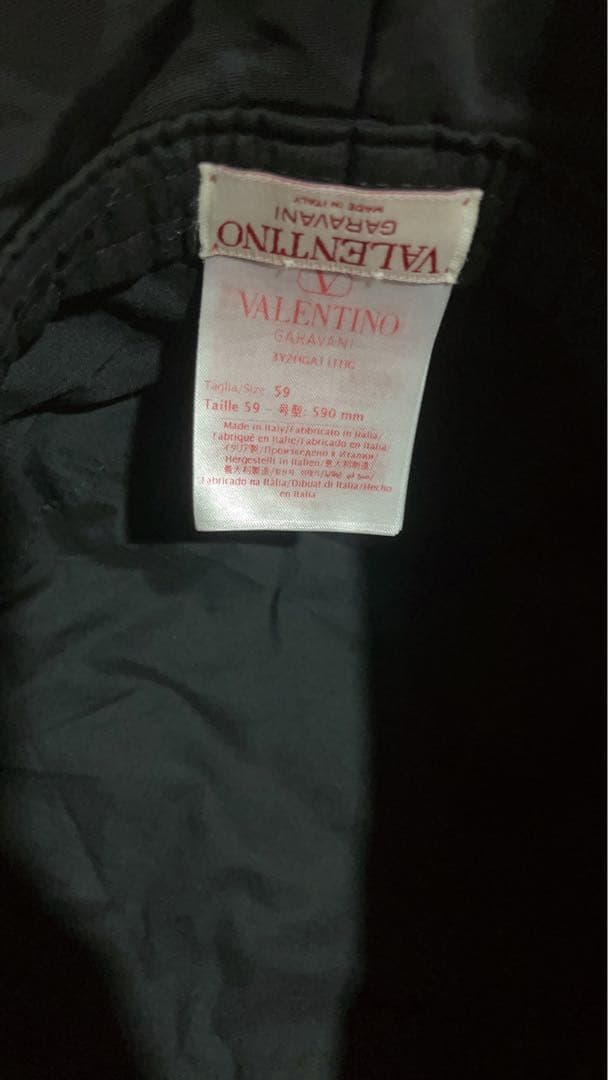 VALENTINO
GARAVANI
MADE IN ITALY
VALENTINO
GARAVANI
Taglia/Size 59
Taille 59 - 号型: 590 mm
Made in Italy/Fabbricato in Italia/
Fabriqué en Italie/Fabricado en Italia/
イタリア製/Произведено в Италии/
Hergestellt in Italien/意大利制造/
義大利製造/
Fabricado na Itália/Dibuat di Italia/Hecho
en Italia